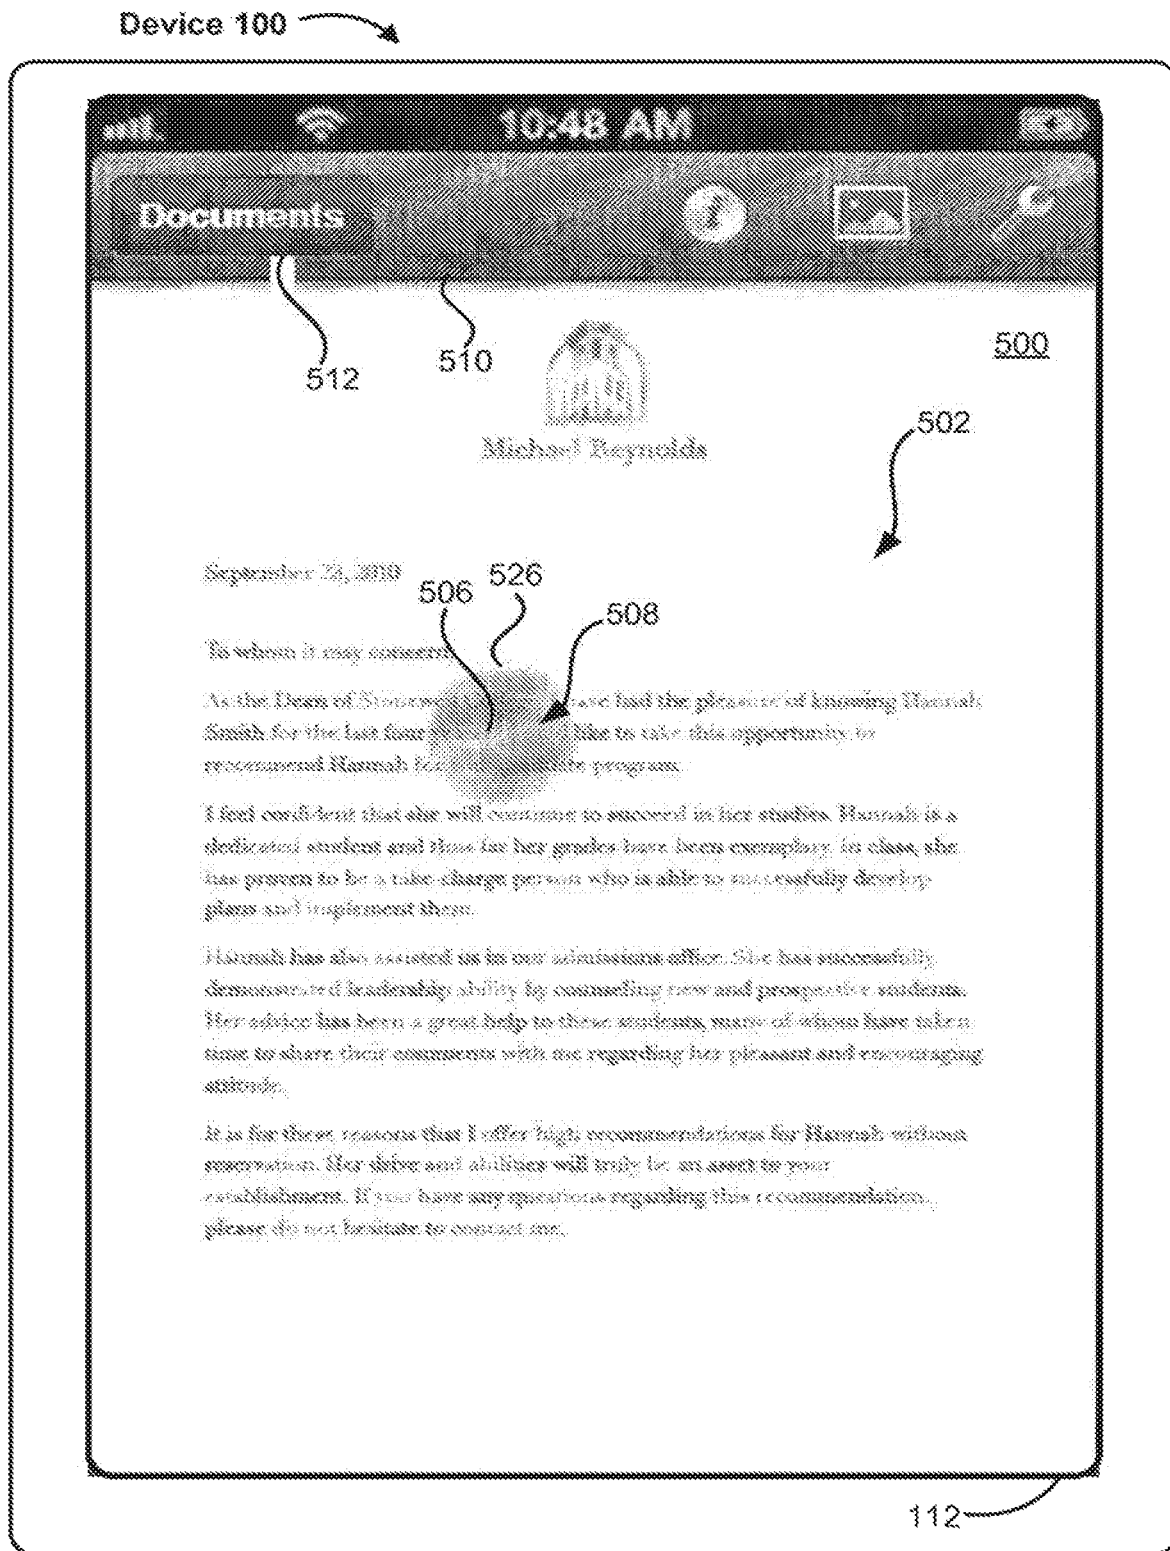 Device 100
10:48 AM
Documents
512
510
500
Michael Reynolds
502
September 2010
506
526
508
To whom it may concern
As the Dean of have had the pleasure of knowing Hannah
Smith for the last four like to take this opportunity to
recommend Hannah program.
I feel confident that she will continue to succeed in her studies. Hannah is a
dedicated student and thus far her grades have been exemplary. In class, she
has proven to be a take-charge person who is able to successfully develop
plans and implement them.
Hannah has also assisted us in our admissions office. She has successfully
demonstrated leadership ability by counseling new and prospective students.
Her advice has been a great help to these students, many of whom have taken
time to share their comments with me regarding her pleasant and encouraging
attitude.
It is for these reasons that I offer high recommendations for Hannah without
reservation. Her drive and abilities will truly be an asset to your
establishment. If you have any questions regarding this recommendation,
please do not hesitate to contact me.
112